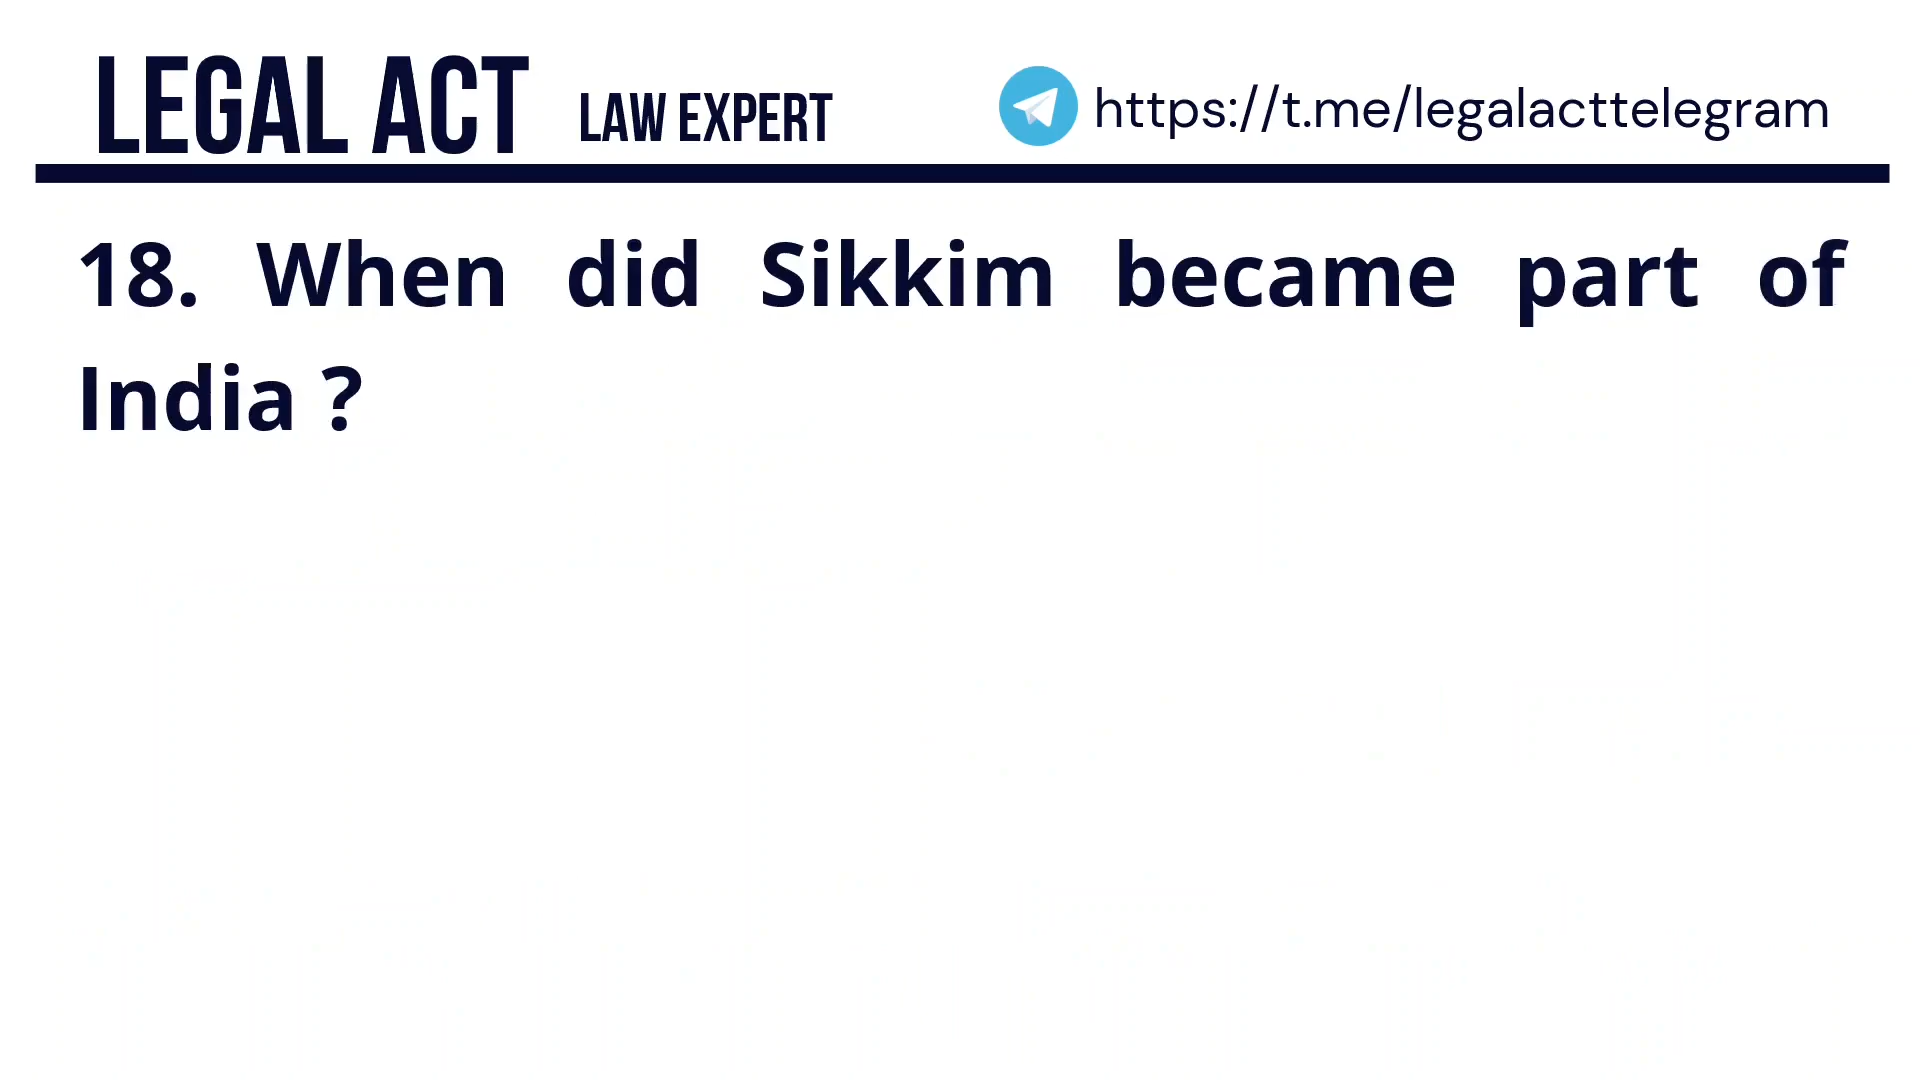 LEGAL ACT LAW EXPERT https://t.me/legalacttelegram
18. When did Sikkim became part of
India ?